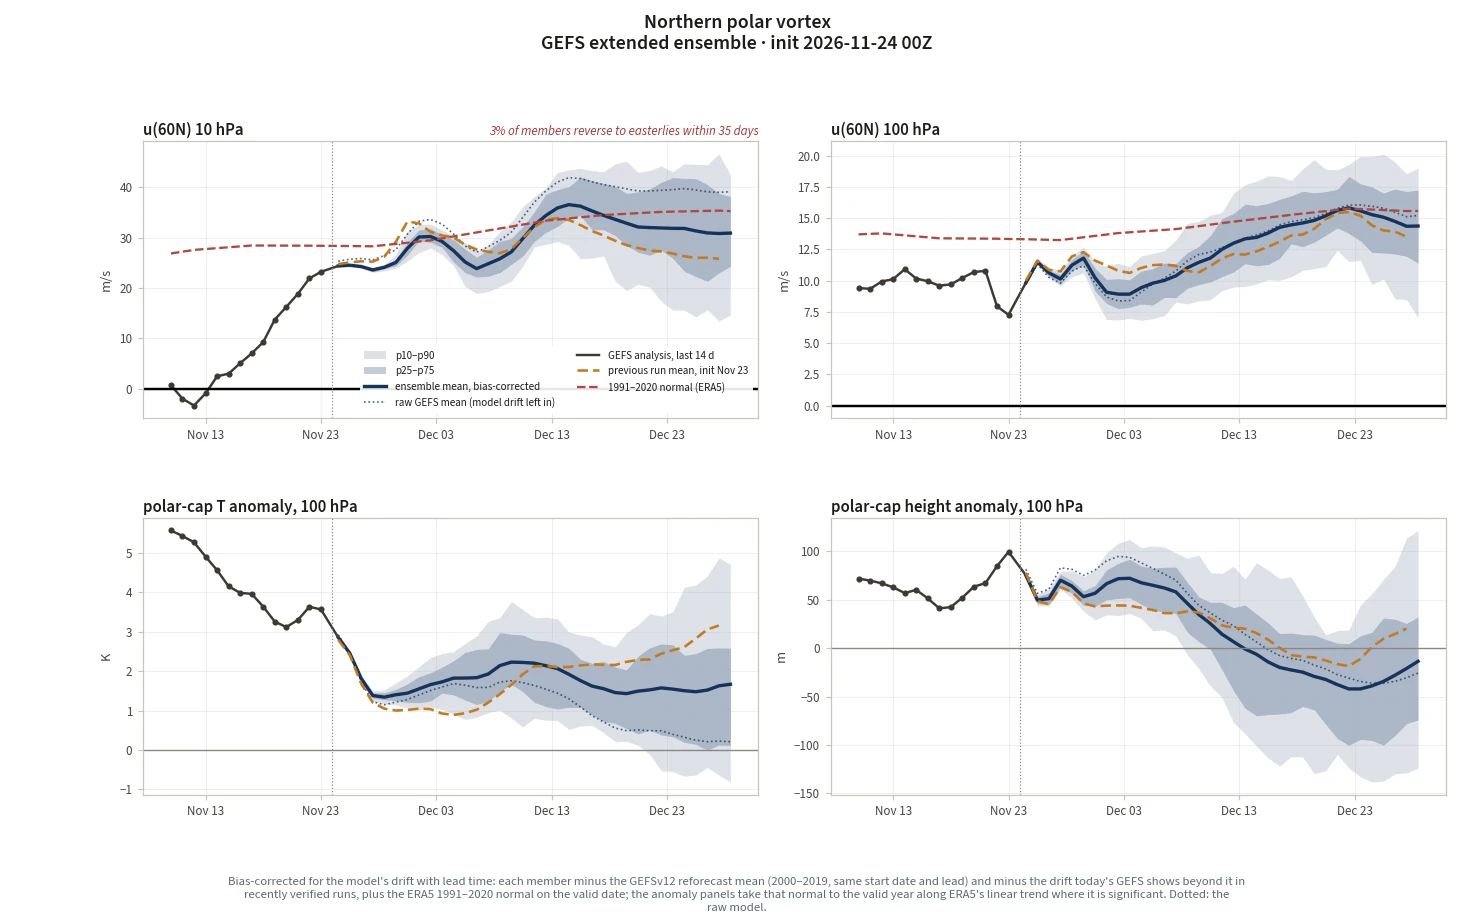 Northern polar vortex
GEFS extended ensemble · init 2026-11-24 00Z
u(60N) 10 hPa
3% of members reverse to easterlies within 35 days
m/s
40
30
20
10
0
p10–p90
p25–p75
ensemble mean, bias-corrected
raw GEFS mean (model drift left in)
GEFS analysis, last 14 d
previous run mean, init Nov 23
1991–2020 normal (ERA5)
Nov 13
Nov 23
Dec 03
Dec 13
Dec 23
u(60N) 100 hPa
m/s
20.0
17.5
15.0
12.5
10.0
7.5
5.0
2.5
0.0
Nov 13
Nov 23
Dec 03
Dec 13
Dec 23
polar-cap T anomaly, 100 hPa
K
5
4
3
2
1
0
−1
Nov 13
Nov 23
Dec 03
Dec 13
Dec 23
polar-cap height anomaly, 100 hPa
m
100
50
0
−50
−100
−150
Nov 13
Nov 23
Dec 03
Dec 13
Dec 23
Bias-corrected for the model's drift with lead time: each member minus the GEFSv12 reforecast mean (2000–2019, same start date and lead) and minus the drift today's GEFS shows beyond it in
recently verified runs, plus the ERA5 1991–2020 normal on the valid date; the anomaly panels take that normal to the valid year along ERA5's linear trend where it is significant. Dotted: the
raw model.